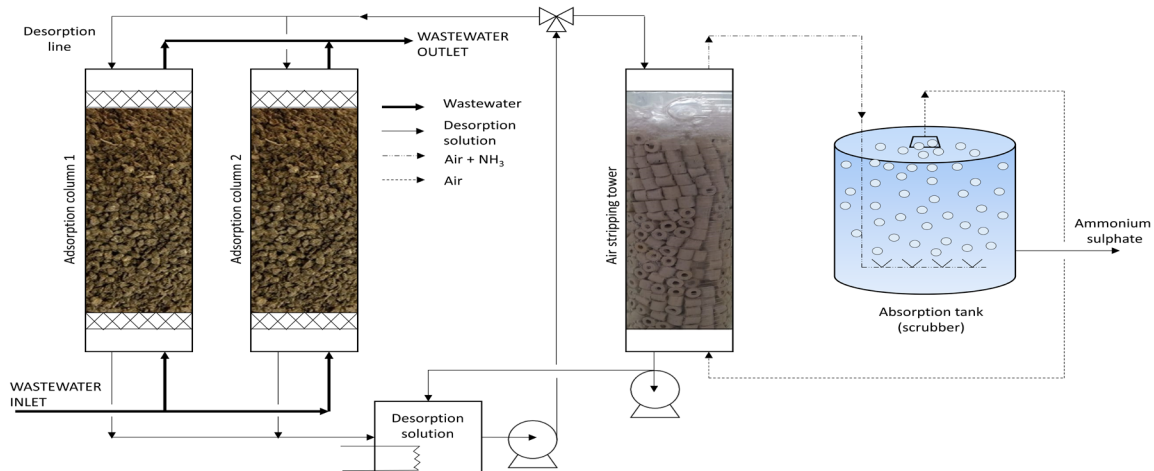 Desorption
line
WASTEWATER
OUTLET
Wastewater
Desorption
solution
Air + NH₃
Air
Adsorption column 1
Adsorption column 2
Air stripping tower
Ammonium
sulphate
Absorption tank
(scrubber)
WASTEWATER
INLET
Desorption
solution